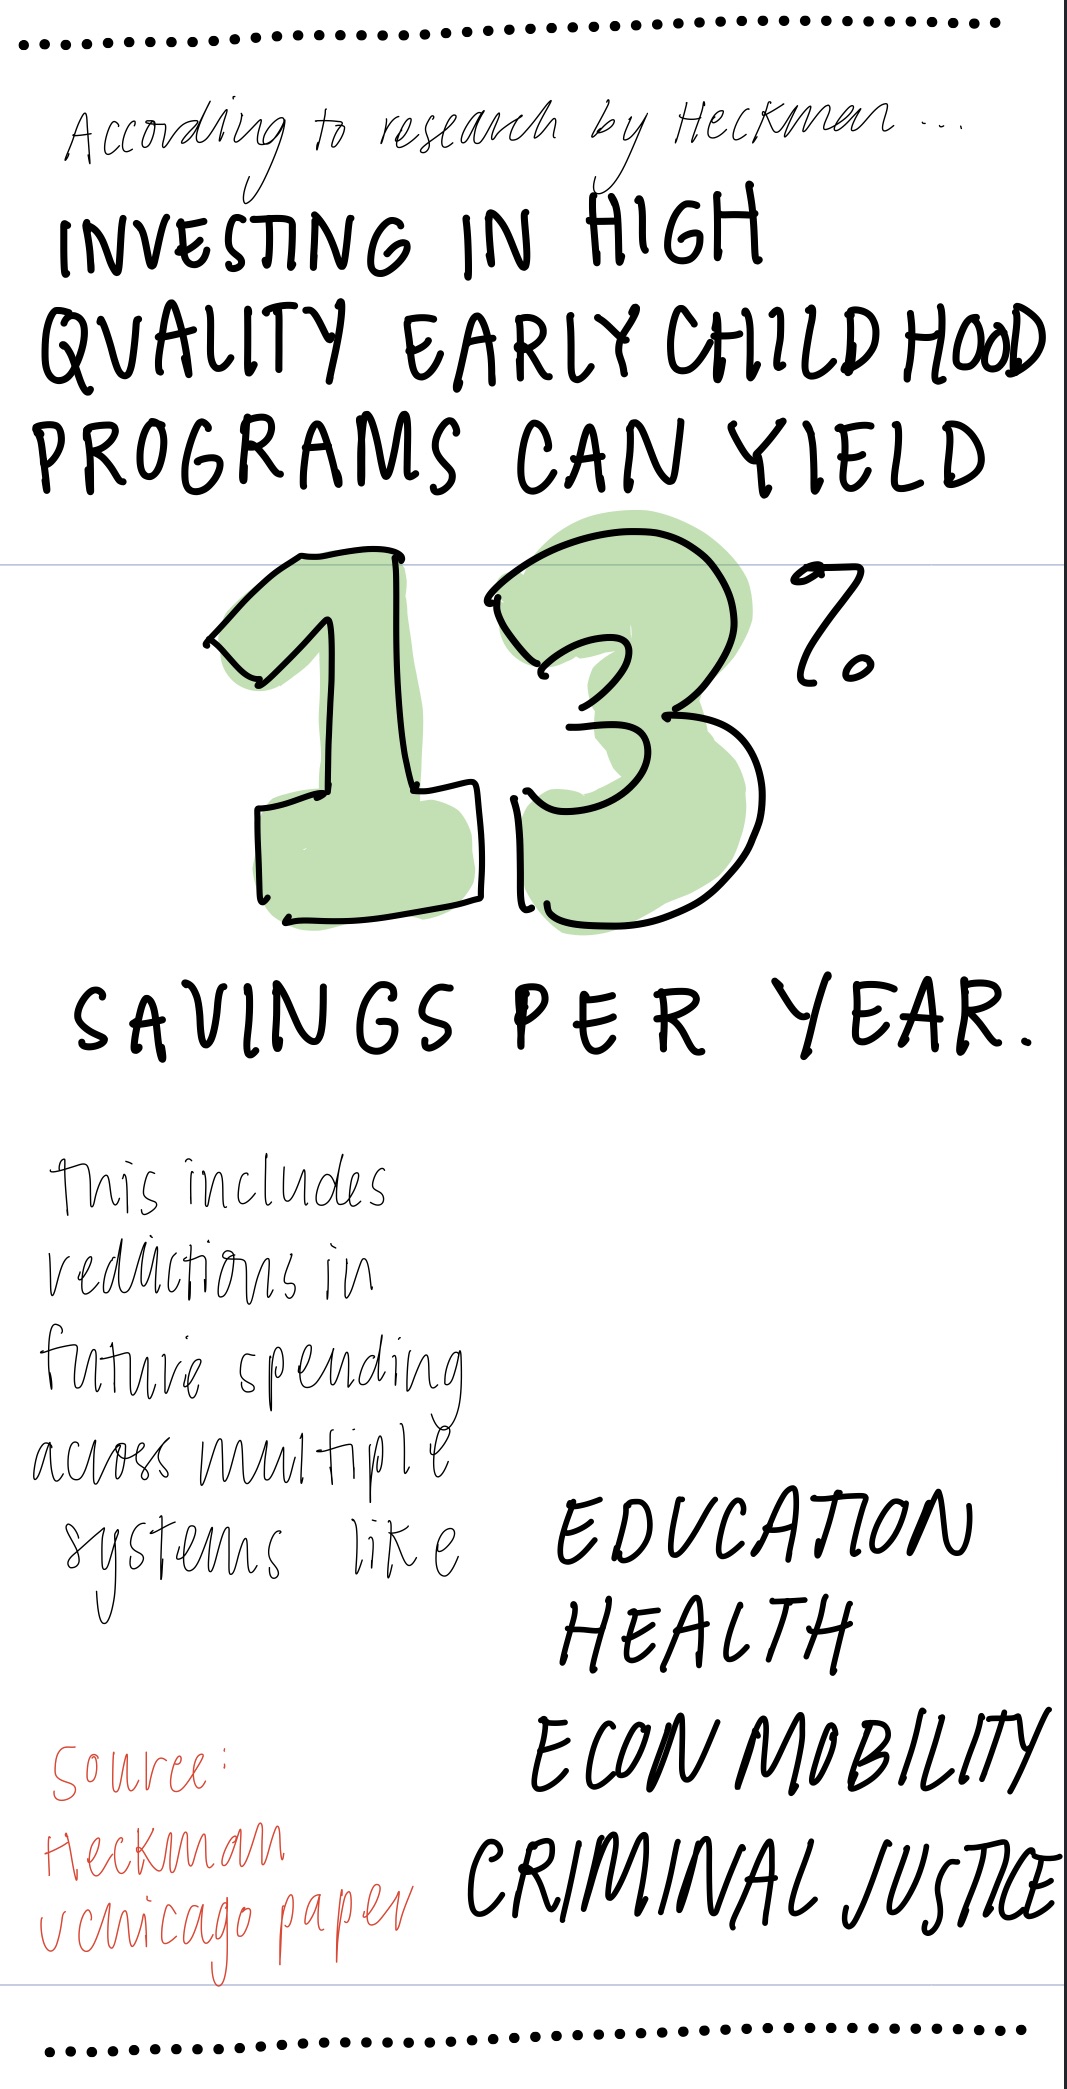 According to research by Heckman ...
INVESTING IN HIGH
QUALITY EARLY CHILDHOOD
PROGRAMS CAN YIELD
13%
SAVINGS PER YEAR.
This includes
reductions in
future spending
across multiple
systems like
EDUCATION
HEALTH
ECON MOBILITY
CRIMINAL JUSTICE
Source:
Heckman
uchicago paper